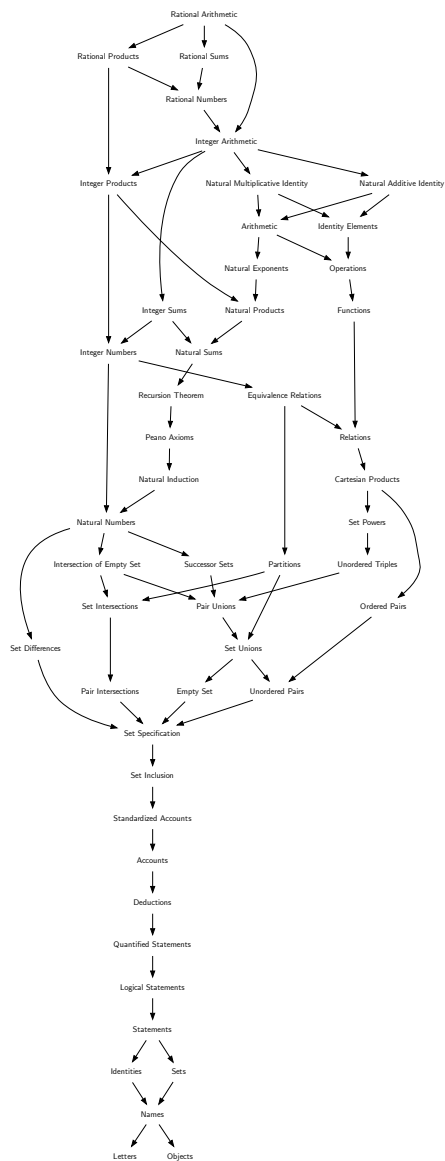 Rational Arithmetic
Rational Products
Rational Sums
Rational Numbers
Integer Arithmetic
Integer Products
Natural Multiplicative Identity
Natural Additive Identity
Arithmetic
Identity Elements
Natural Exponents
Operations
Integer Sums
Natural Products
Functions
Integer Numbers
Natural Sums
Recursion Theorem
Equivalence Relations
Peano Axioms
Relations
Natural Induction
Cartesian Products
Natural Numbers
Set Powers
Intersection of Empty Set
Successor Sets
Partitions
Unordered Triples
Set Intersections
Pair Unions
Ordered Pairs
Set Differences
Set Unions
Pair Intersections
Empty Set
Unordered Pairs
Set Specification
Set Inclusion
Standardized Accounts
Accounts
Deductions
Quantified Statements
Logical Statements
Statements
Identities
Sets
Names
Letters
Objects